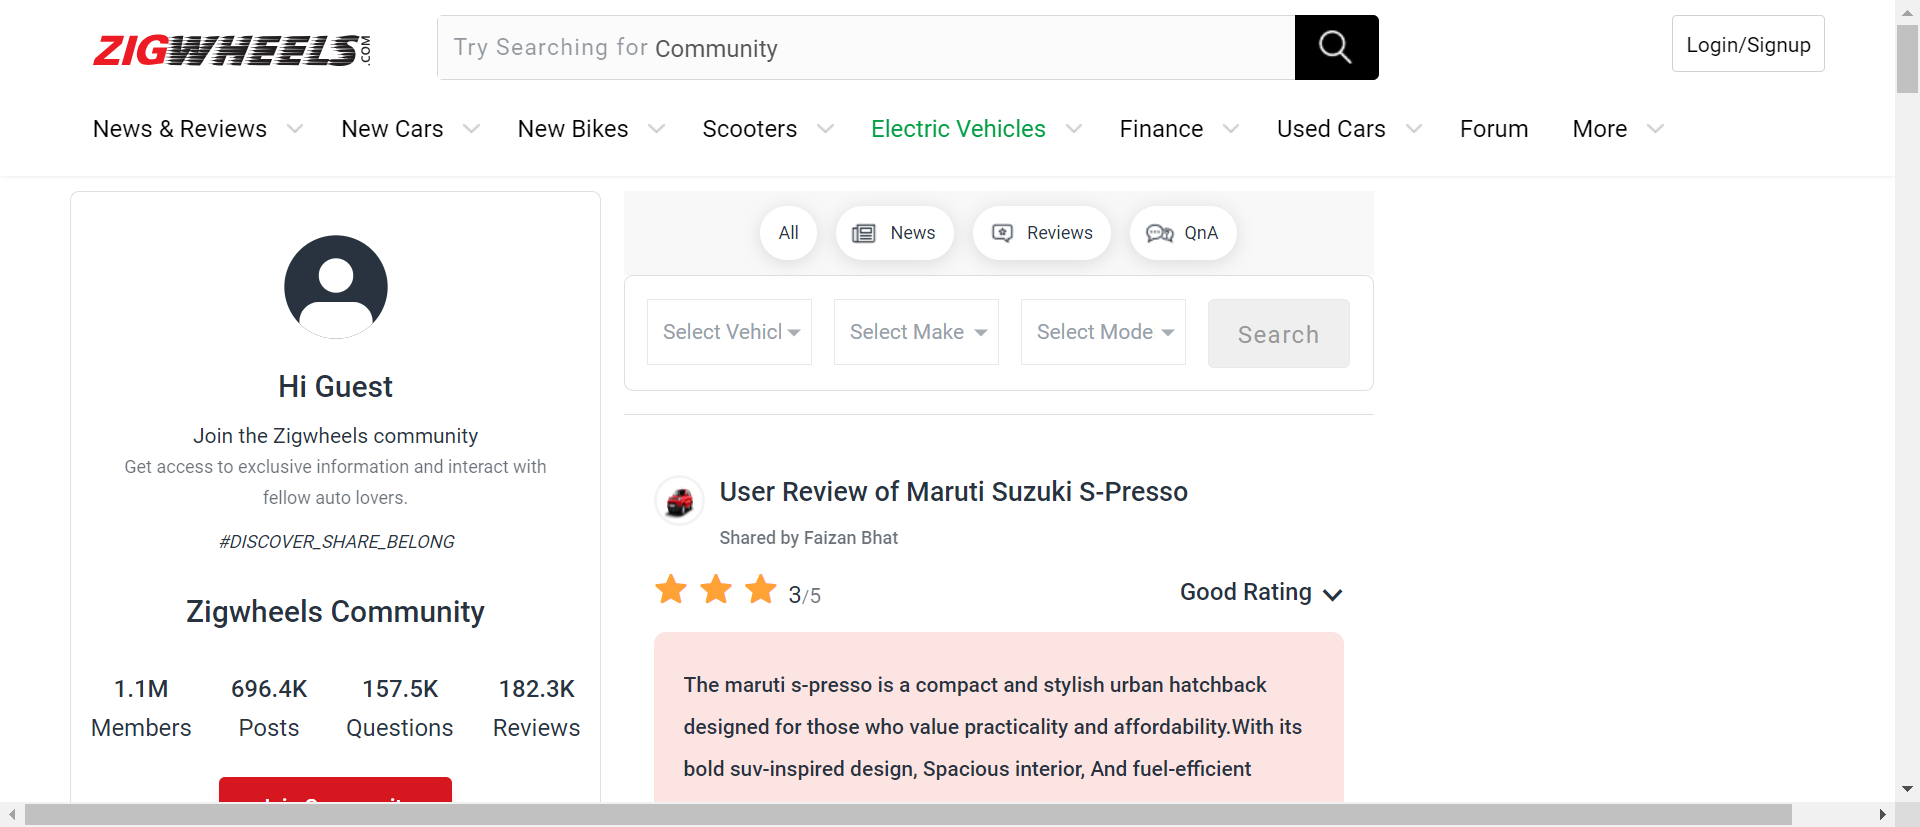 ZIGWHEELS.COM
Try Searching for Community
Login/Signup
News & Reviews
New Cars
New Bikes
Scooters
Electric Vehicles
Finance
Used Cars
Forum
More
All
News
Reviews
QnA
Select Vehicl
Select Make
Select Mode
Search
Hi Guest
Join the Zigwheels community
Get access to exclusive information and interact with
fellow auto lovers.
#DISCOVER_SHARE_BELONG
Zigwheels Community
1.1M
Members
696.4K
Posts
157.5K
Questions
182.3K
Reviews
User Review of Maruti Suzuki S-Presso
Shared by Faizan Bhat
3/5
Good Rating
The maruti s-presso is a compact and stylish urban hatchback
designed for those who value practicality and affordability.With its
bold suv-inspired design, Spacious interior, And fuel-efficient